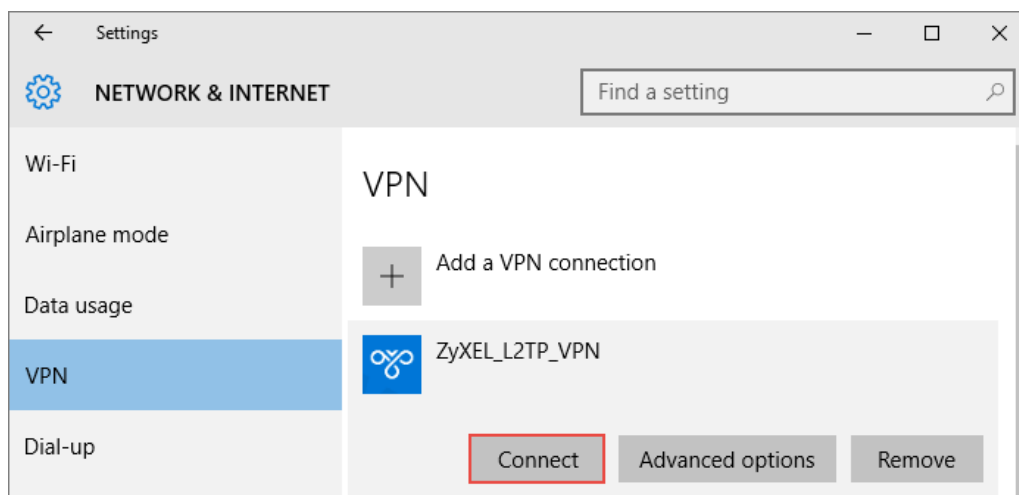 Settings
NETWORK & INTERNET
Find a setting
Wi-Fi
Airplane mode
Data usage
VPN
Dial-up
VPN
Add a VPN connection
ZyXEL_L2TP_VPN
Connect
Advanced options
Remove